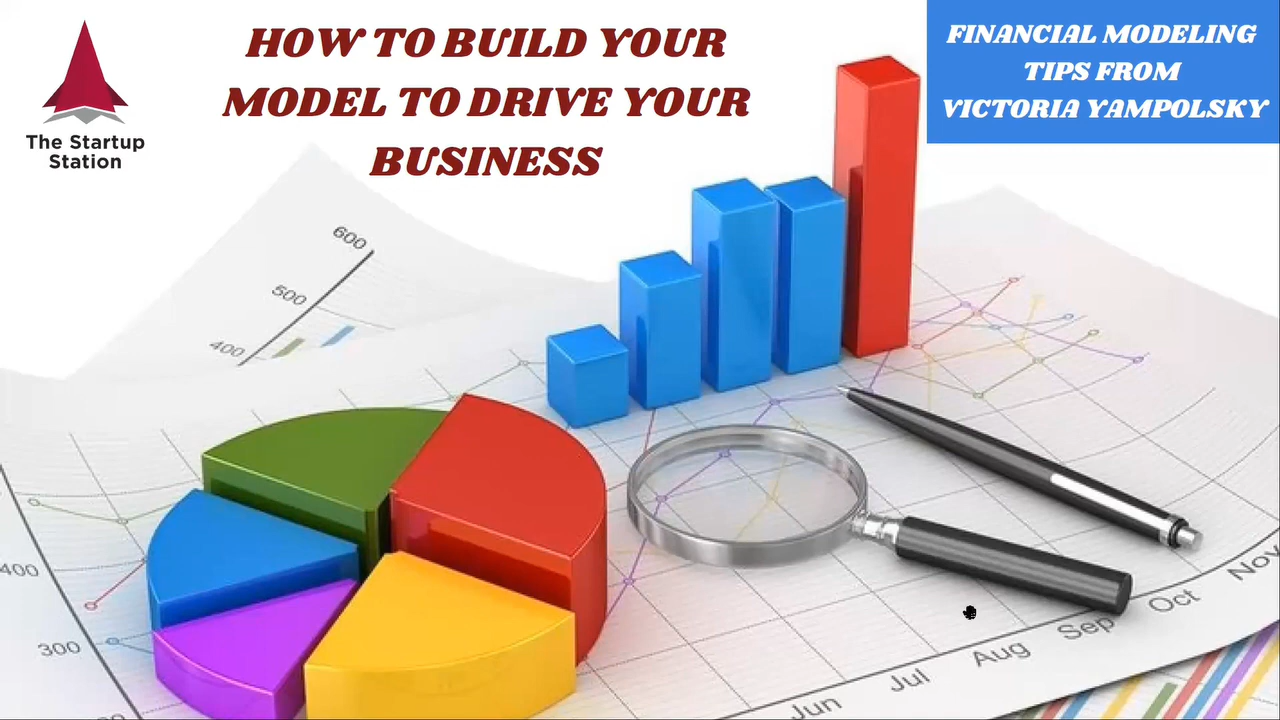 HOW TO BUILD YOUR
MODEL TO DRIVE YOUR
BUSINESS
FINANCIAL MODELING
TIPS FROM
VICTORIA YAMPOLSKY
The Startup
Station
600
500
400
400
300
Jun
Jul
Aug
Sep
Oct
Nov